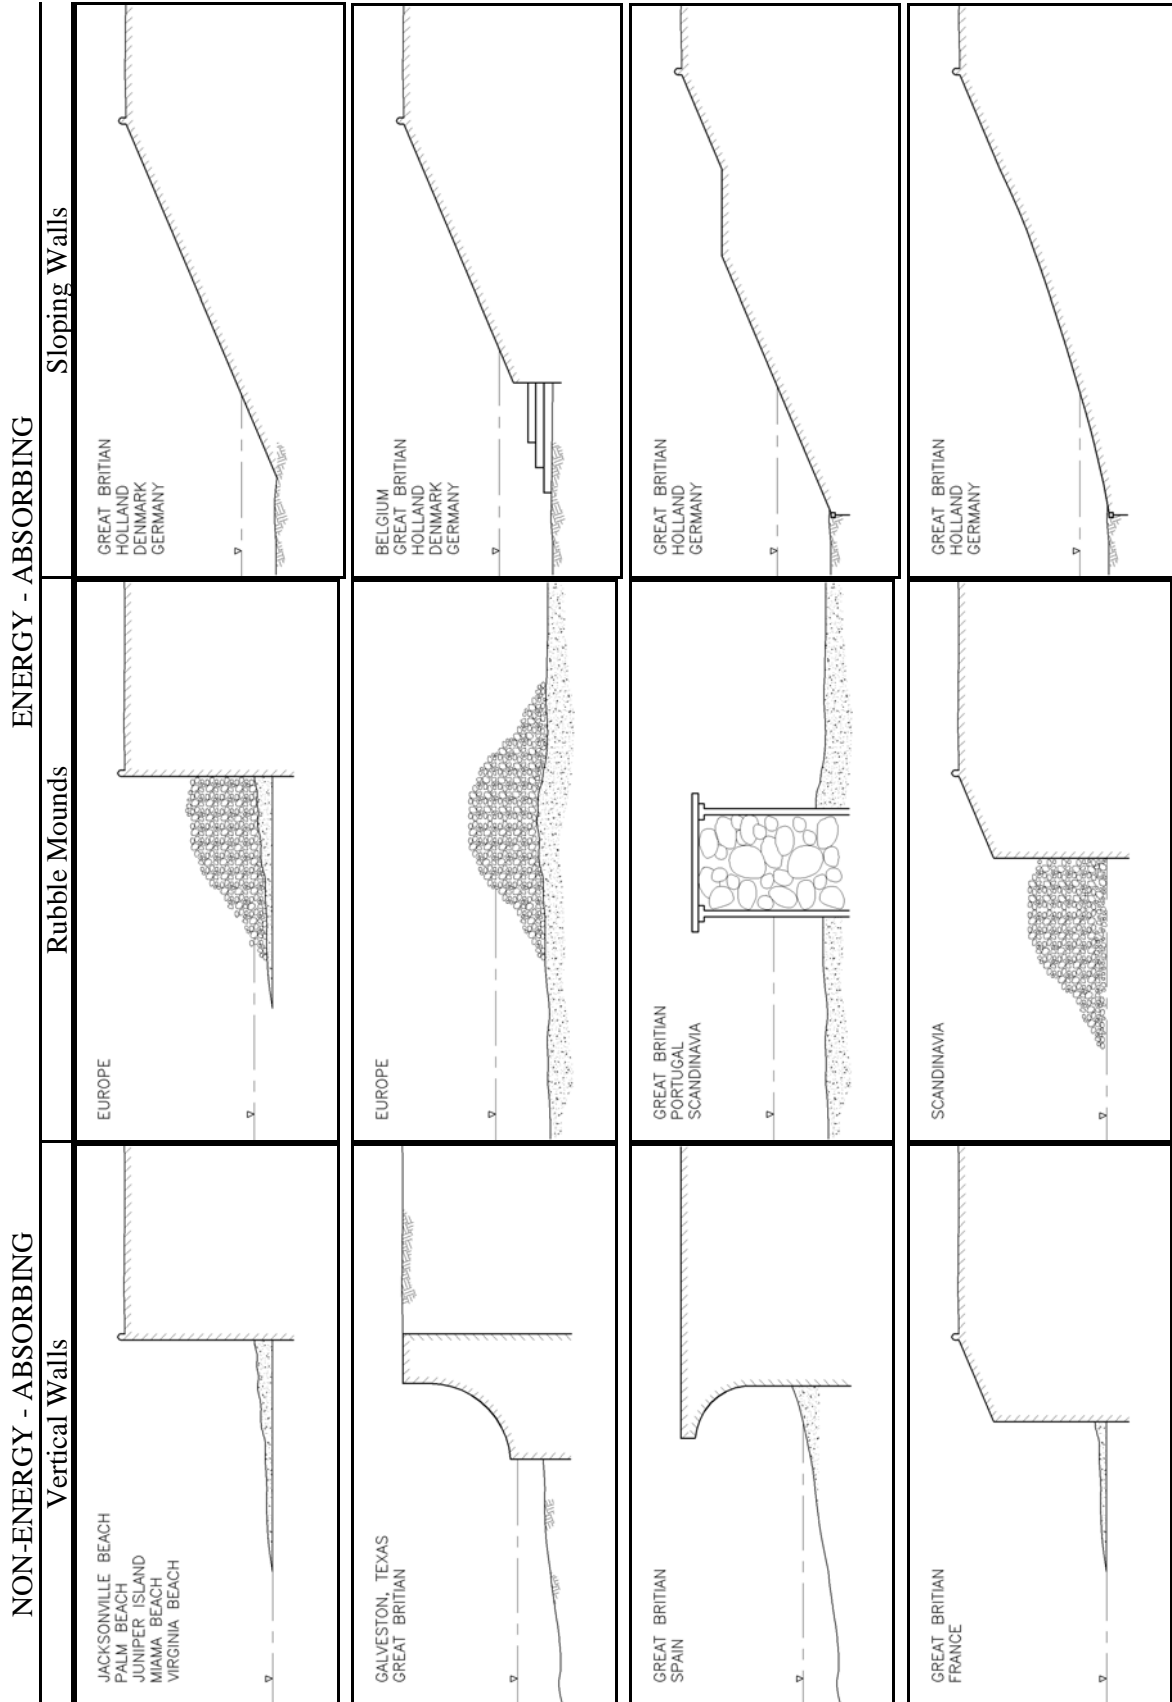 NON-ENERGY - ABSORBING
ENERGY - ABSORBING
Vertical Walls
Rubble Mounds
Sloping Walls
JACKSONVILLE BEACH
PALM BEACH
JUNIPER ISLAND
MIAMA BEACH
VIRGINIA BEACH
EUROPE
GREAT BRITIAN
HOLLAND
DENMARK
GERMANY
GALVESTON, TEXAS
GREAT BRITIAN
EUROPE
BELGIUM
GREAT BRITIAN
HOLLAND
DENMARK
GERMANY
GREAT BRITIAN
SPAIN
GREAT BRITIAN
PORTUGAL
SCANDINAVIA
GREAT BRITIAN
HOLLAND
GERMANY
GREAT BRITIAN
FRANCE
SCANDINAVIA
GREAT BRITIAN
HOLLAND
GERMANY